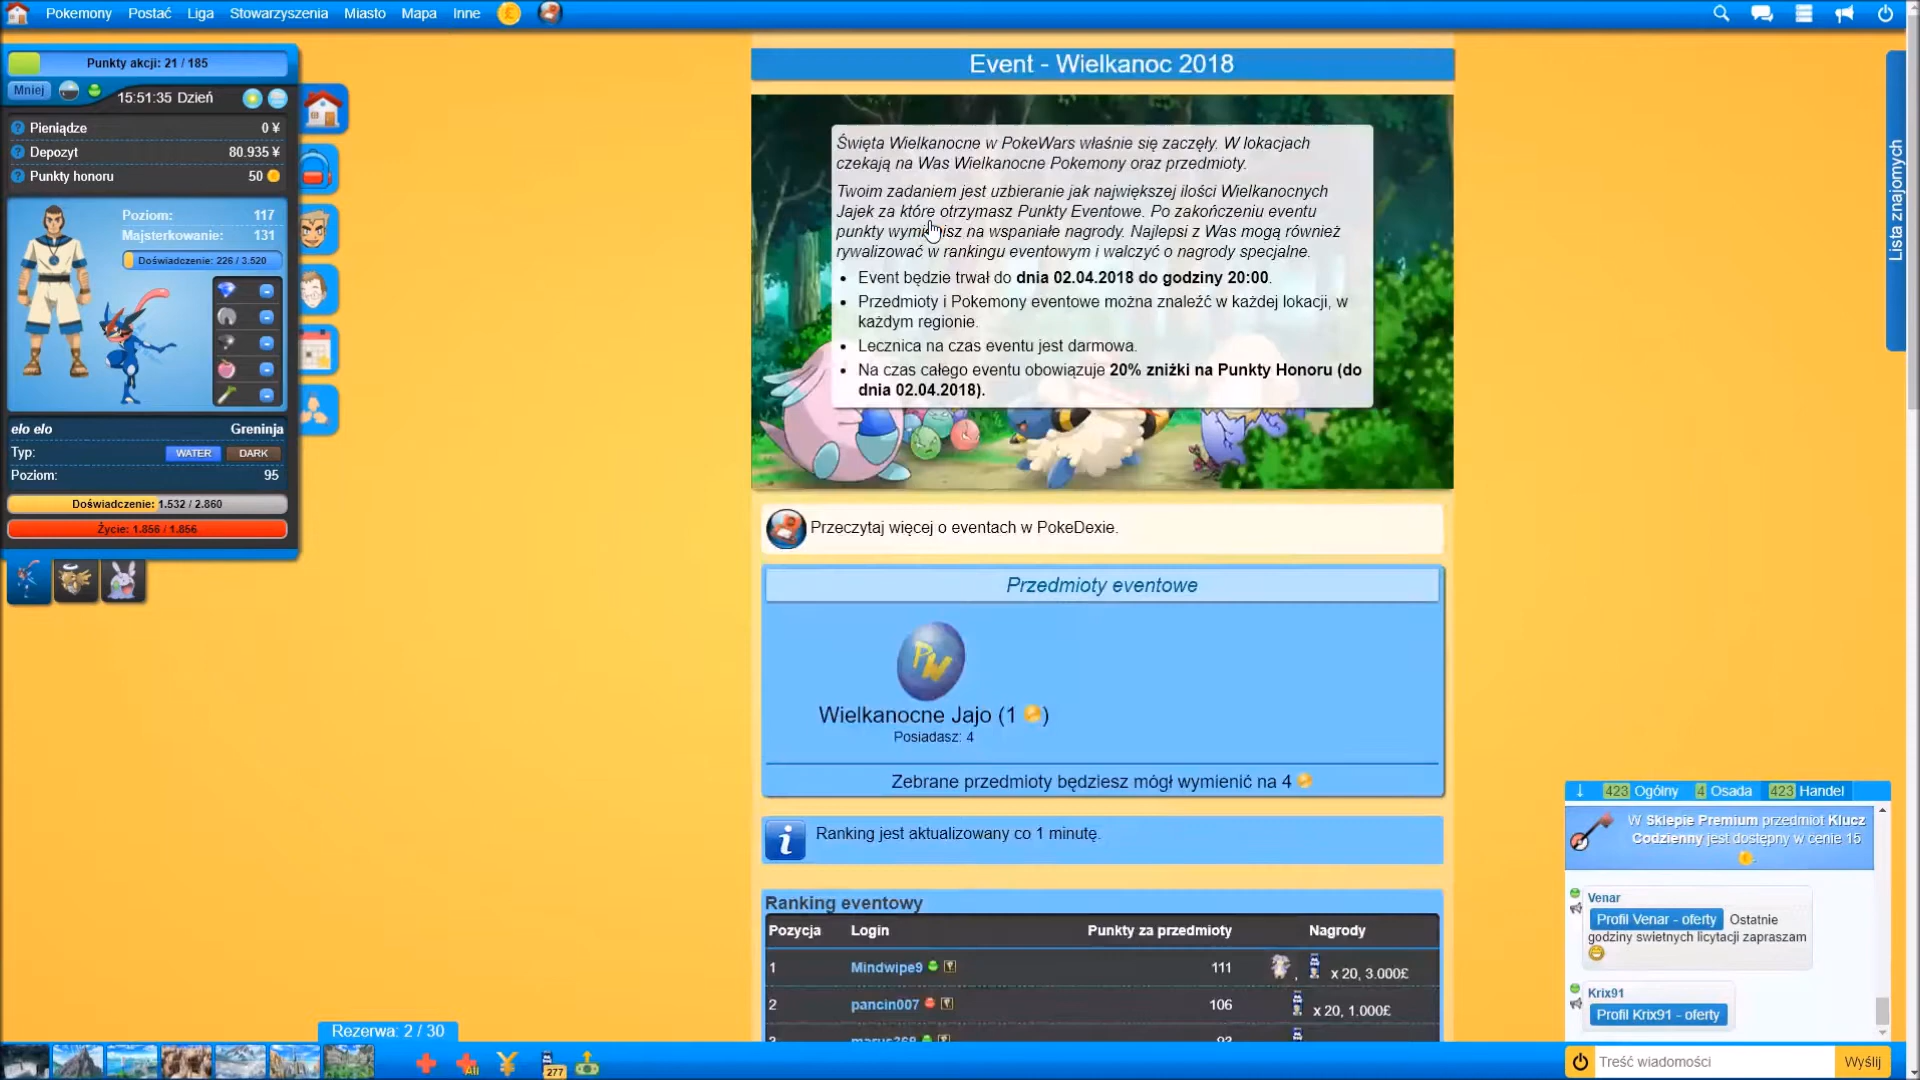 Pokemony Postać Liga Stowarzyszenia Miasto Mapa Inne
Punkty akcji: 21 / 185
Mniej
15:51:35 Dzień
Pieniądze 0 ¥
Depozyt 80.935 ¥
Punkty honoru 50
Poziom: 117
Majsterkowanie: 131
Doświadczenie: 226 / 3.520
elo elo Greninja
Typ: WATER DARK
Poziom: 95
Doświadczenie: 1.532 / 2.860
Życie: 1.856 / 1.856
Event - Wielkanoc 2018
Święta Wielkanocne w PokeWars właśnie się zaczęły. W lokacjach
czekają na Was Wielkanocne Pokemony oraz przedmioty.
Twoim zadaniem jest uzbieranie jak największej ilości Wielkanocnych
Jajek za które otrzymasz Punkty Eventowe. Po zakończeniu eventu
punkty wymienisz na wspaniałe nagrody. Najlepsi z Was mogą również
rywalizować w rankingu eventowym i walczyć o nagrody specjalne.
• Event będzie trwał do dnia 02.04.2018 do godziny 20:00.
• Przedmioty i Pokemony eventowe można znaleźć w każdej lokacji, w
każdym regionie.
• Lecznica na czas eventu jest darmowa.
• Na czas całego eventu obowiązuje 20% zniżki na Punkty Honoru (do
dnia 02.04.2018).
Przeczytaj więcej o eventach w PokeDexie.
Przedmioty eventowe
PW
Wielkanocne Jajo (1 )
Posiadasz: 4
Zebrane przedmioty będziesz mógł wymienić na 4
Ranking jest aktualizowany co 1 minutę.
Ranking eventowy
Pozycja Login Punkty za przedmioty Nagrody
1 Mindwipe9 111 , x 20, 3.000£
2 pancin007 106 x 20, 1.000£
Lista znajomych
423 Ogólny 4 Osada 423 Handel
W Sklepie Premium przedmiot Klucz
Codzienny jest dostępny w cenie 15
Venar
Profil Venar - oferty Ostatnie
godziny swietnych licytacji zapraszam
Krix91
Profil Krix91 - oferty
Treść wiadomości Wyślij
Rezerwa: 2 / 30
All
277